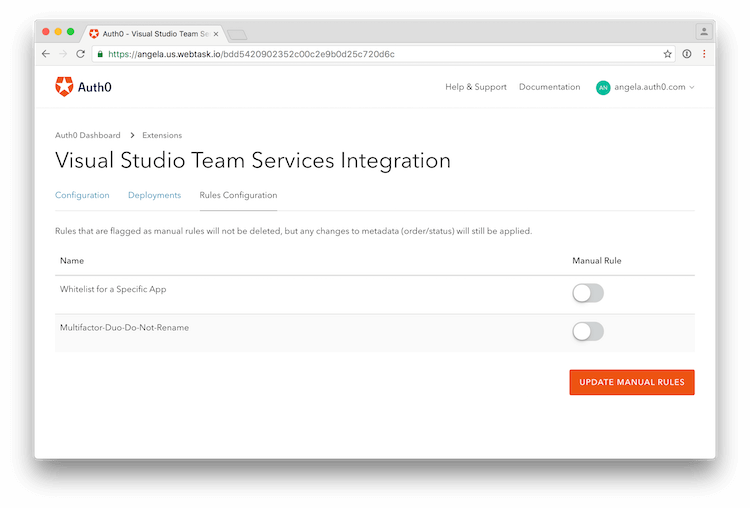 Auth0 - Visual Studio Team Se
https://angela.us.webtask.io/bdd5420902352c00c2e9b0d25c720d6c
Auth0
Help & Support Documentation AN angela.auth0.com
Auth0 Dashboard > Extensions
Visual Studio Team Services Integration
Configuration Deployments Rules Configuration
Rules that are flagged as manual rules will not be deleted, but any changes to metadata (order/status) will still be applied.
Name Manual Rule
Whitelist for a Specific App
Multifactor-Duo-Do-Not-Rename
UPDATE MANUAL RULES